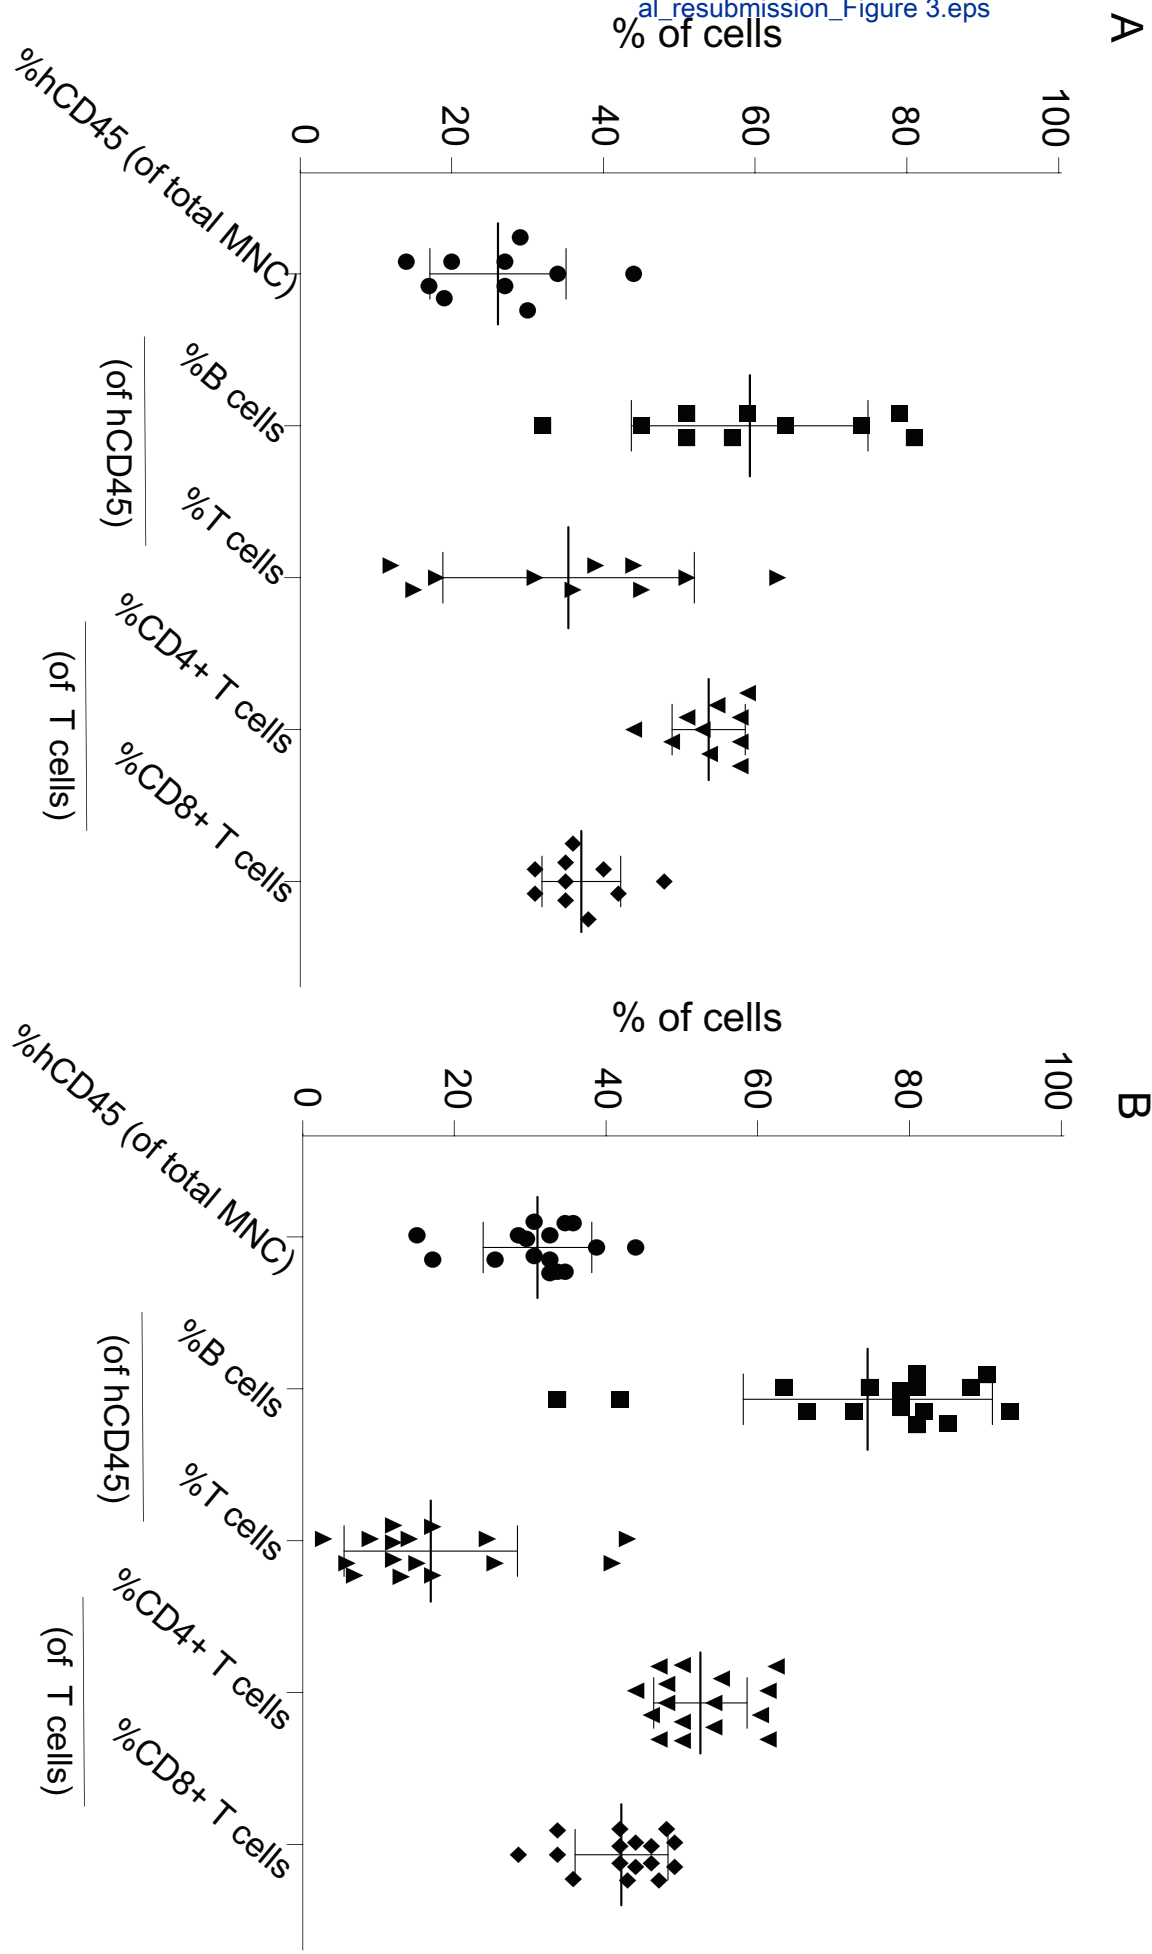 al_resubmission_Figure 3.eps
A
% of cells
100
80
60
40
20
0
%hCD45 (of total MNC)
%B cells
%T cells
%CD4+ T cells
%CD8+ T cells
(of hCD45)
(of T cells)
B
% of cells
100
80
60
40
20
0
%hCD45 (of total MNC)
%B cells
%T cells
%CD4+ T cells
%CD8+ T cells
(of hCD45)
(of T cells)